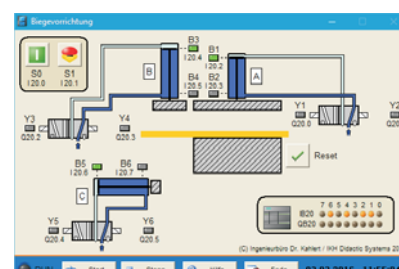 Biegevorrichtung
S0 S1
I20.0 I20.1
B3
I20.4
B1
I20.2
B
A
B4 B2
I20.5 I20.3
Y3
Q20.2
Y4
Q20.3
Y1
Q20.0
Y2
B5 B6
I20.6 I20.7
Reset
C
Y5
Q20.4
Y6
Q20.5
7 6 5 4 3 2 1 0
IB20
QB20
(C) Ingenieurbüro Dr. Kahlert / IKH Didactic Systems 20